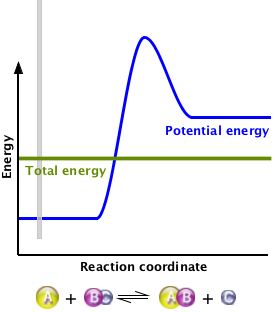 Potential energy
Total energy
Energy
Reaction coordinate
A + B C ⇌ A B + C